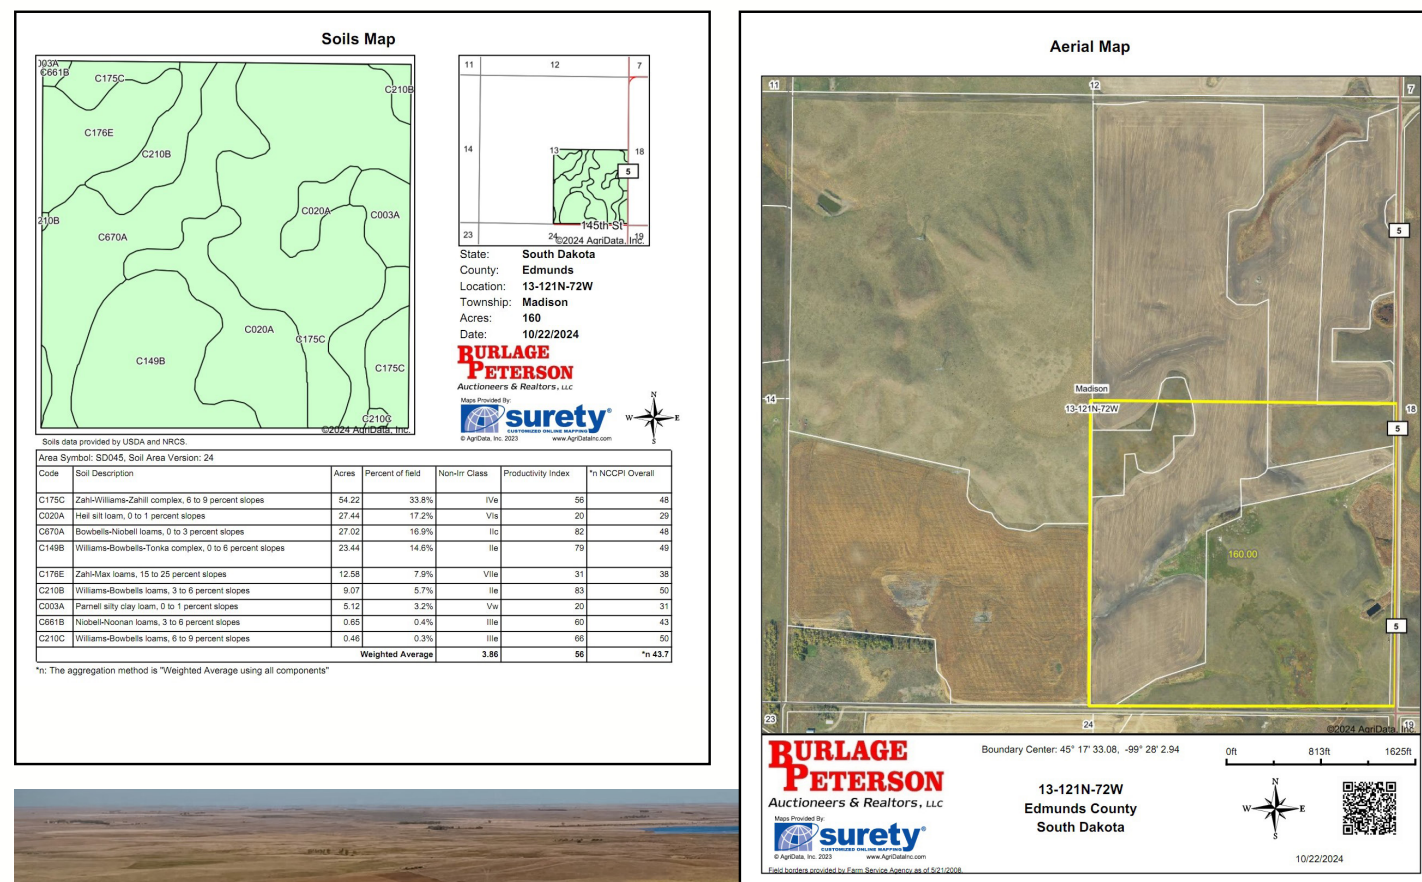 Soils Map
003A
C661B
C175C
C210B
C176E
C210B
C020A
C003A
210B
C670A
C020A
C175C
C149B
C175C
C210C
©2024 AgriData, Inc.
Soils data provided by USDA and NRCS.
11 12 7
14 13 18
5
145th St
23 24 19
©2024 AgriData, Inc.
State: South Dakota
County: Edmunds
Location: 13-121N-72W
Township: Madison
Acres: 160
Date: 10/22/2024
BURLAGE
PETERSON
Auctioneers & Realtors, LLC
Maps Provided By:
surety®
CUSTOMIZED ONLINE MAPPING
© AgriData, Inc. 2023 www.AgriDataInc.com
N
W E
S
Area Symbol: SD045, Soil Area Version: 24
Code Soil Description Acres Percent of field Non-Irr Class Productivity Index *n NCCPI Overall
C175C Zahl-Williams-Zahill complex, 6 to 9 percent slopes 54.22 33.8% IVe 56 48
C020A Heil silt loam, 0 to 1 percent slopes 27.44 17.2% VIs 20 29
C670A Bowbells-Niobell loams, 0 to 3 percent slopes 27.02 16.9% IIc 82 48
C149B Williams-Bowbells-Tonka complex, 0 to 6 percent slopes 23.44 14.6% IIe 79 49
C176E Zahl-Max loams, 15 to 25 percent slopes 12.58 7.9% VIIe 31 38
C210B Williams-Bowbells loams, 3 to 6 percent slopes 9.07 5.7% IIe 83 50
C003A Parnell silty clay loam, 0 to 1 percent slopes 5.12 3.2% Vw 20 31
C661B Niobell-Noonan loams, 3 to 6 percent slopes 0.65 0.4% IIIe 60 43
C210C Williams-Bowbells loams, 6 to 9 percent slopes 0.46 0.3% IIIe 66 50
Weighted Average 3.86 56 *n 43.7
*n: The aggregation method is "Weighted Average using all components"
Aerial Map
11 12 7
5
Madison
14 13-121N-72W 18
5
160.00
5
23 24 19
©2024 AgriData, Inc.
BURLAGE
PETERSON
Auctioneers & Realtors, LLC
Maps Provided By:
surety®
CUSTOMIZED ONLINE MAPPING
© AgriData, Inc. 2023 www.AgriDataInc.com
Field borders provided by Farm Service Agency as of 5/21/2008.
Boundary Center: 45° 17' 33.08, -99° 28' 2.94
13-121N-72W
Edmunds County
South Dakota
0ft 813ft 1625ft
N
W E
S
10/22/2024